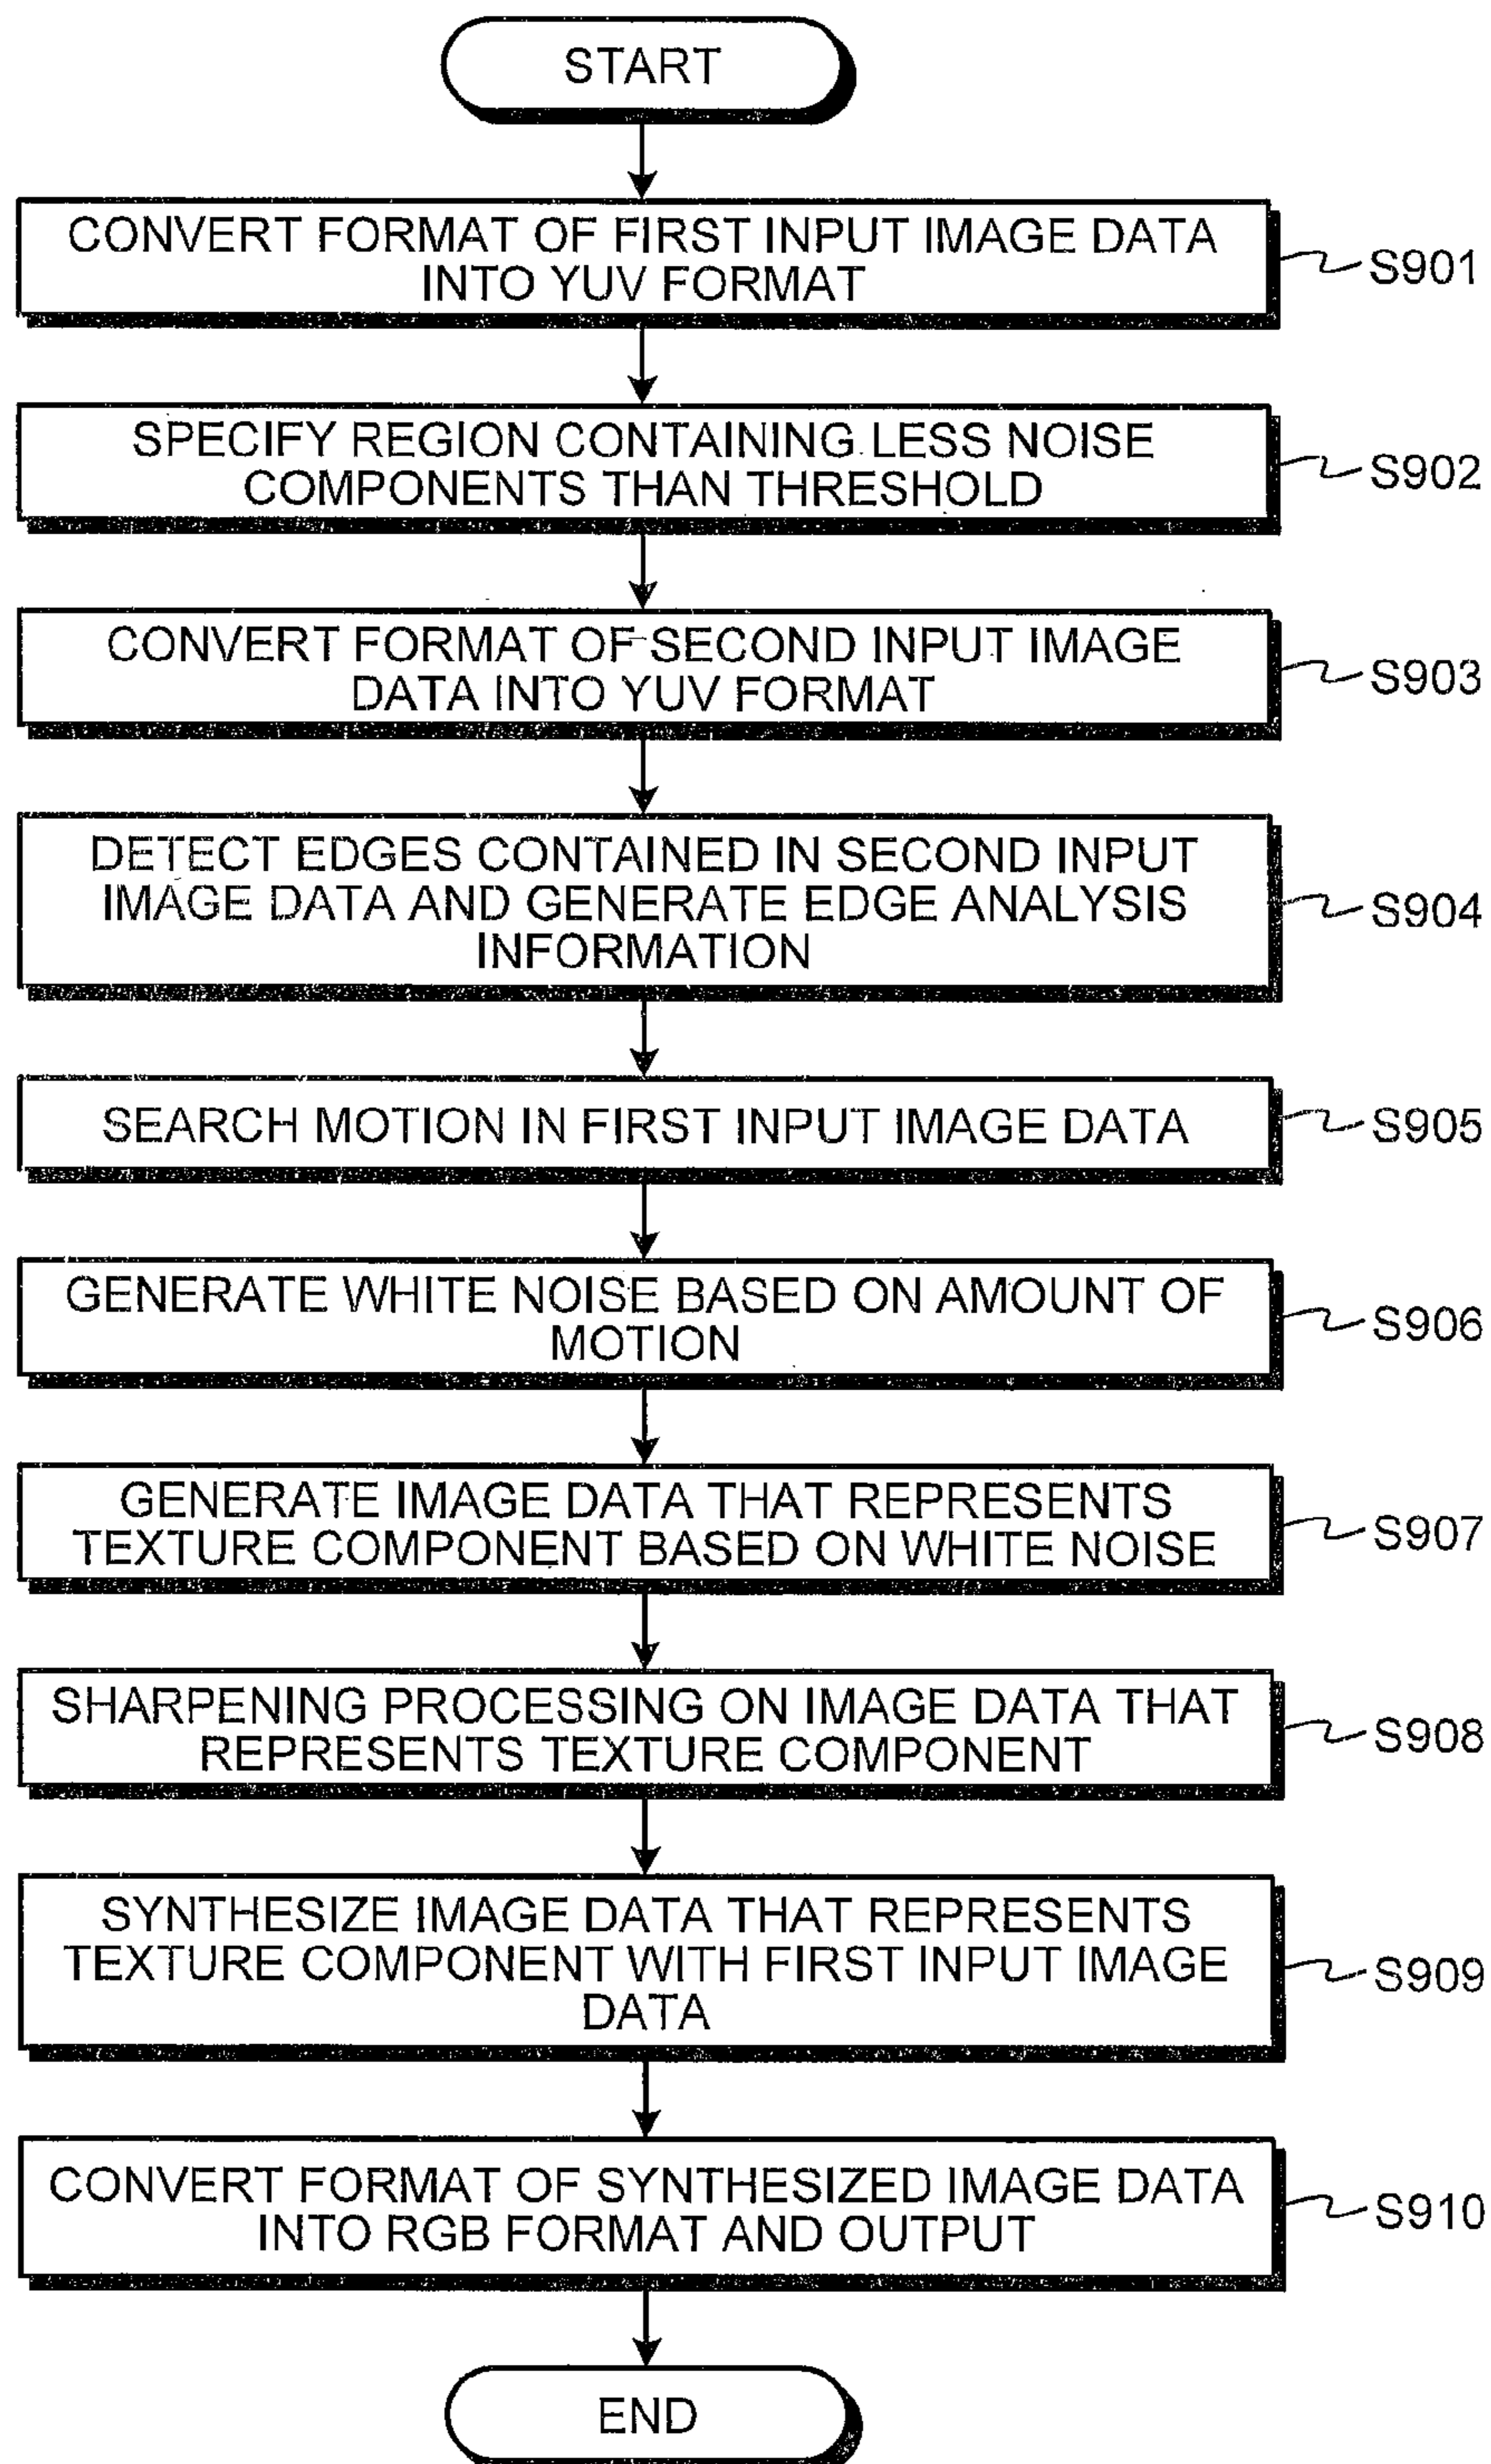 START
CONVERT FORMAT OF FIRST INPUT IMAGE DATA
INTO YUV FORMAT
S901
SPECIFY REGION CONTAINING LESS NOISE
COMPONENTS THAN THRESHOLD
S902
CONVERT FORMAT OF SECOND INPUT IMAGE
DATA INTO YUV FORMAT
S903
DETECT EDGES CONTAINED IN SECOND INPUT
IMAGE DATA AND GENERATE EDGE ANALYSIS
INFORMATION
S904
SEARCH MOTION IN FIRST INPUT IMAGE DATA
S905
GENERATE WHITE NOISE BASED ON AMOUNT OF
MOTION
S906
GENERATE IMAGE DATA THAT REPRESENTS
TEXTURE COMPONENT BASED ON WHITE NOISE
S907
SHARPENING PROCESSING ON IMAGE DATA THAT
REPRESENTS TEXTURE COMPONENT
S908
SYNTHESIZE IMAGE DATA THAT REPRESENTS
TEXTURE COMPONENT WITH FIRST INPUT IMAGE
DATA
S909
CONVERT FORMAT OF SYNTHESIZED IMAGE DATA
INTO RGB FORMAT AND OUTPUT
S910
END